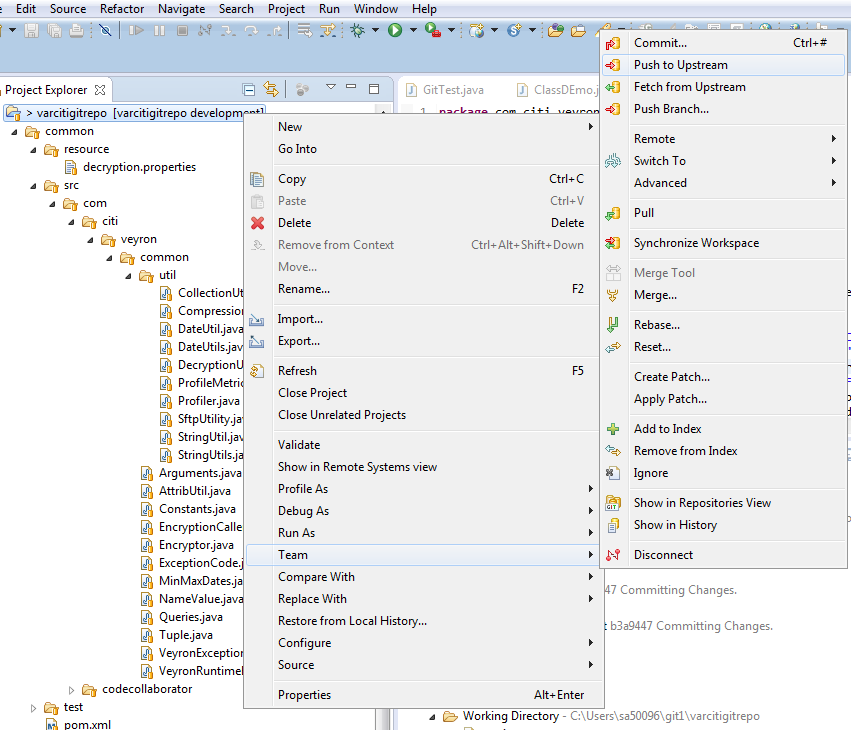 Edit Source Refactor Navigate Search Project Run Window Help
Project Explorer
GitTest.java
ClassDEmo.j
> varcitigitrepo [varcitigitrepo development]
1 package com.citi.veyron
common
resource
decryption.properties
src
com
citi
veyron
common
util
CollectionUt
Compression
DateUtil.java
DateUtils.jav
DecryptionU
ProfileMetric
Profiler.java
SftpUtility.ja
StringUtil.jav
StringUtils.ja
Arguments.java
AttribUtil.java
Constants.java
EncryptionCalle
Encryptor.java
ExceptionCode.j
MinMaxDates.ja
NameValue.java
Queries.java
Tuple.java
VeyronException
VeyronRuntimeE
codecollaborator
test
pom.xml
New
Go Into
Copy Ctrl+C
Paste Ctrl+V
Delete Delete
Remove from Context Ctrl+Alt+Shift+Down
Move...
Rename... F2
Import...
Export...
Refresh F5
Close Project
Close Unrelated Projects
Validate
Show in Remote Systems view
Profile As
Debug As
Run As
Team
Compare With
Replace With
Restore from Local History...
Configure
Source
Properties Alt+Enter
Commit... Ctrl+#
Push to Upstream
Fetch from Upstream
Push Branch...
Remote
Switch To
Advanced
Pull
Synchronize Workspace
Merge Tool
Merge...
Rebase...
Reset...
Create Patch...
Apply Patch...
Add to Index
Remove from Index
Ignore
Show in Repositories View
GIT
Show in History
Disconnect
47 Committing Changes.
t b3a9447 Committing Changes.
Working Directory - C:\Users\sa50096\git1\varcitigitrepo